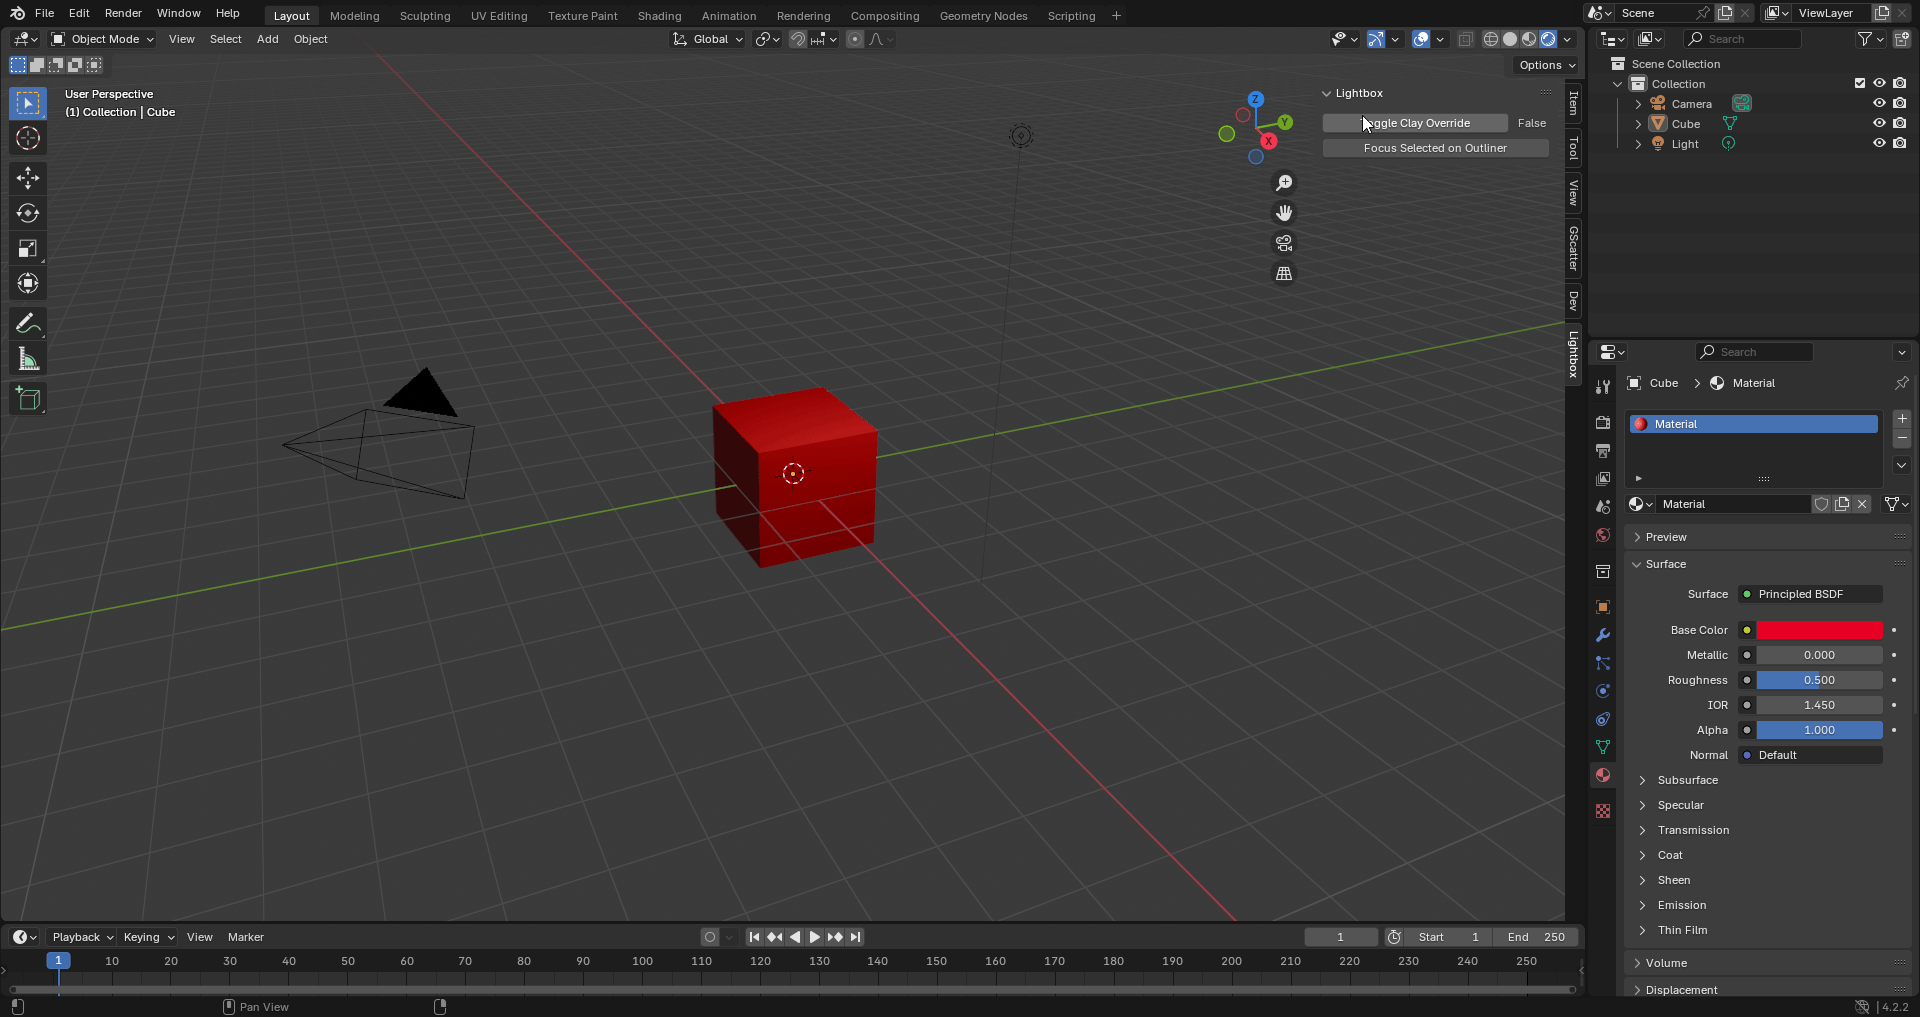 File Edit Render Window Help Layout Modeling Sculpting UV Editing Texture Paint Shading Animation Rendering Compositing Geometry Nodes Scripting + Scene ViewLayer
Object Mode View Select Add Object Global Search
Options
User Perspective
(1) Collection | Cube
Z
Y
X
Lightbox
ggle Clay Override False
Focus Selected on Outliner
Item
Tool
View
GScatter
Dev
Lightbox
Scene Collection
Collection
Camera
Cube
Light
Search
Cube > Material
Material
Material
Preview
Surface
Surface Principled BSDF
Base Color
Metallic 0.000
Roughness 0.500
IOR 1.450
Alpha 1.000
Normal Default
Subsurface
Specular
Transmission
Coat
Sheen
Emission
Thin Film
Volume
Displacement
Playback Keying View Marker 1 Start 1 End 250
1 10 20 30 40 50 60 70 80 90 100 110 120 130 140 150 160 170 180 190 200 210 220 230 240 250
Pan View 4.2.2